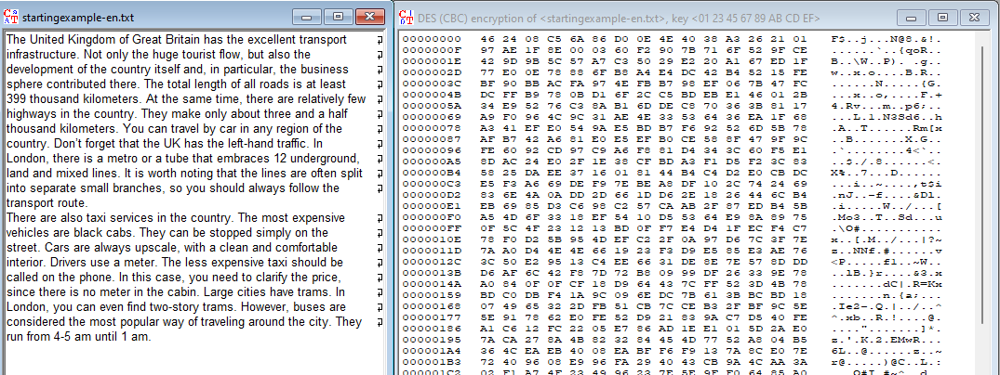 startingexample-en.txt
The United Kingdom of Great Britain has the excellent transport
infrastructure. Not only the huge tourist flow, but also the
development of the country itself and, in particular, the business
sphere contributed there. The total length of all roads is at least
399 thousand kilometers. At the same time, there are relatively few
highways in the country. They make only about three and a half
thousand kilometers. You can travel by car in any region of the
country. Don't forget that the UK has the left-hand traffic. In
London, there is a metro or a tube that embraces 12 underground,
land and mixed lines. It is worth noting that the lines are often split
into separate small branches, so you should always follow the
transport route.
There are also taxi services in the country. The most expensive
vehicles are black cabs. They can be stopped simply on the
street. Cars are always upscale, with a clean and comfortable
interior. Drivers use a meter. The less expensive taxi should be
called on the phone. In this case, you need to clarify the price,
since there is no meter in the cabin. Large cities have trams. In
London, you can even find two-story trams. However, buses are
considered the most popular way of traveling around the city. They
run from 4-5 am until 1 am.
DES (CBC) encryption of <startingexample-en.txt>, key <01 23 45 67 89 AB CD EF>
00000000 46 24 08 C5 6A 86 D0 0E 4E 40 38 A3 26 21 01 F$..j...N@8.&!.
0000000F 97 AE 1F 8E 00 03 60 F2 90 7B 71 6F 52 9F CE ......`..{qoR..
0000001E 42 9D 9B 5C 57 A7 C3 50 29 E2 20 A1 67 ED 1F B..\W..P). .g..
0000002D 77 E0 0E 78 88 6F B8 A4 E4 DC 42 B4 52 15 FE w..x.o....B.R..
0000003C BF 90 BB AC FA 97 4E FB B7 98 EF 06 7B 47 FC ......N.....{G.
0000004B DC FF B9 78 0B D1 6F 2C C5 BD EB E1 46 01 2B ...x..o,....F.+
0000005A 34 E9 52 76 C3 8A B1 6D DE C8 70 36 3B 81 17 4.Rv...m..p6;..
00000069 A9 F0 96 4C 9C 31 AE 4E 33 53 64 36 EA 1F 68 ...L.1.N3Sd6..h
00000078 A3 41 EF E0 54 9A E5 BD B7 F6 92 52 6D 5B 78 .A..T......Rm[x
00000087 AF B7 42 A6 81 E0 E5 EF B0 CE 58 8F 47 9F 9C ..B.......X.G..
00000096 FE 60 92 CD 97 C9 A6 F8 81 D4 34 3C 60 F5 E1 .`........4<`..
000000A5 8D AC 24 E0 2F 1E 38 CF BD A3 F1 D5 F2 3C 83 ..$./.8......<.
000000B4 58 25 DA EE 37 16 01 81 44 B4 C4 D2 E0 CB DC X%..7...D......
000000C3 E5 F3 A6 69 DE F9 7E BE A8 DF 10 2C 74 24 69 ...i..~....,t$i
000000D2 83 6E 4A 0A DD 2D 66 1D D6 2E 18 26 44 6C B4 .nJ..-f....&Dl.
000000E1 EB 69 85 D3 C6 98 C2 57 CA AB 2F 87 ED B4 5B .i.....W../...[
000000F0 A5 4D 6F 33 18 EF 54 10 D5 53 64 E9 8A 89 75 .Mo3..T..Sd...u
000000FF 0F 5C 4F 23 12 13 BD 0F F7 E4 D4 1F EC F4 C7 .\O#...........
0000010E 78 F0 D2 5B 95 4D EF C2 2F 0A 97 D6 7C 3F 7E x..[.M../...|?~
0000011D 7A A0 D4 4E 4E 66 19 23 F3 D9 E5 85 E3 AE 76 z..NNf.#......v
0000012C 3C 50 E2 95 13 C4 EE 66 31 DE 8E 7E 57 8D DD <P.....f1..~W..
0000013B D6 AF 6C 42 F8 7D 72 B8 09 99 DF 26 33 9E 78 ..lB.}r....&3.x
0000014A A0 84 0F 0F CF 18 D9 64 43 7C FF 52 3D 4B 78 .......dC|.R=Kx
00000159 BD C0 DB F4 1A 9C 09 6E DC 7B 61 3B BC BD 18 .......n.{a;...
00000168 07 49 65 32 2D FB 51 CB 7C CE B3 2F BF 9C 5E .Ie2-.Q.|../..^
00000177 5E 91 78 62 E0 FE 52 D9 21 83 9A C7 D5 40 FE ^.xb..R.!....@.
00000186 A1 C6 12 FC 22 05 E7 86 AD 1E E1 01 5D 2A E0 ....".......]*.
00000195 7A CA 27 8A 4B 82 32 84 45 4D 77 52 A8 04 B5 z.'.K.2.EMwR...
000001A4 36 4C EA EB 40 08 EA BF F6 F9 13 7A 8C E0 7E 6L..@......z..~
000001B3 72 40 96 08 E9 96 FA 29 40 43 CB 9A 4C AA 3A r@.....)@C..L.: